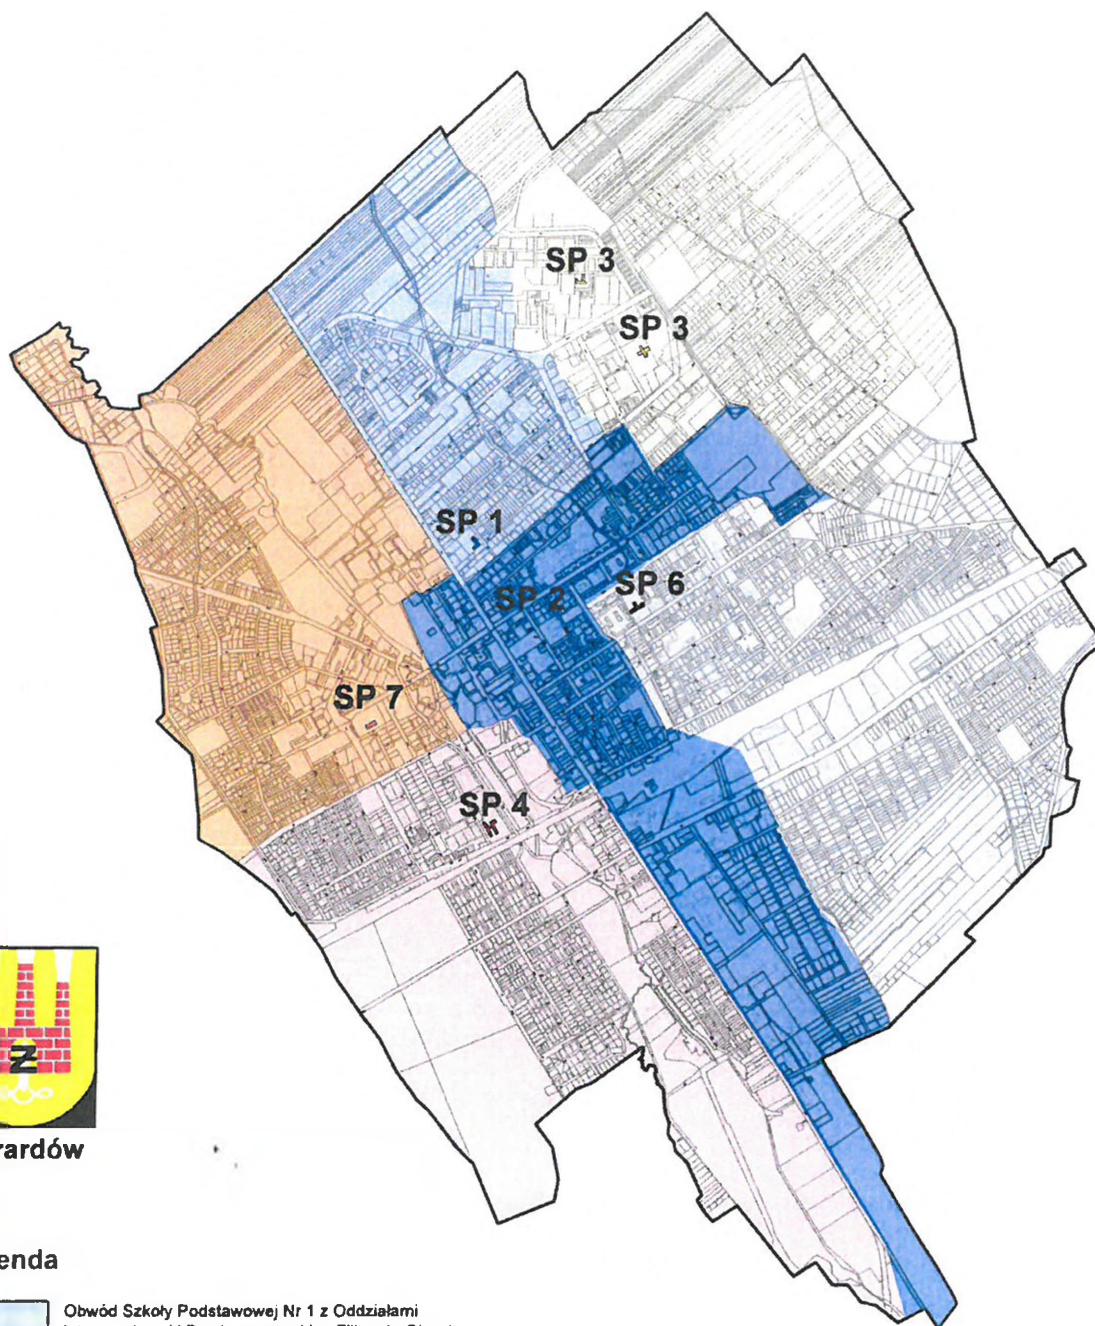 SP 3
SP 3
SP 1
SP 2
SP 6
SP 7
SP 4
Z
rardów
enda
Obwód Szkoły Podstawowej Nr 1 z Oddziałami